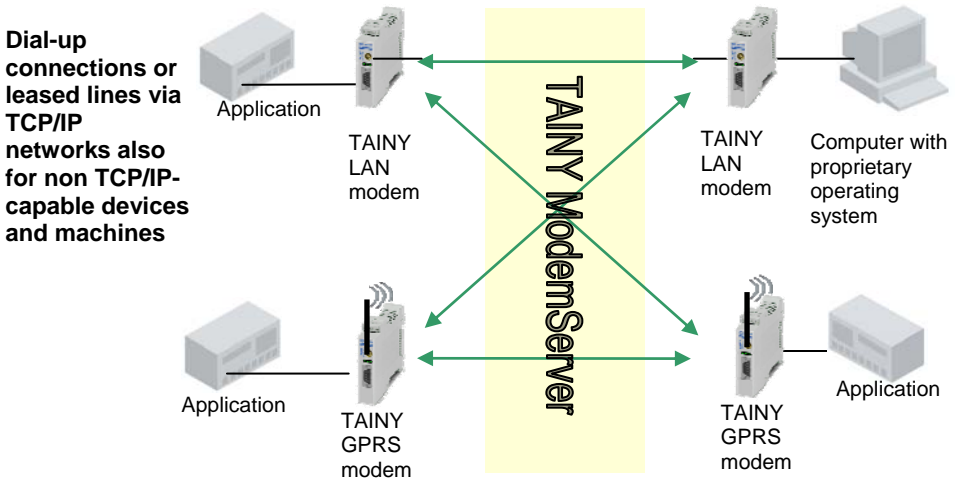 Dial-up
connections or
leased lines via
TCP/IP
networks also
for non TCP/IP-
capable devices
and machines
Application
TAINY
LAN
modem
TAINY ModemServer
TAINY
LAN
modem
Computer with
proprietary
operating
system
Application
TAINY
GPRS
modem
TAINY
GPRS
modem
Application